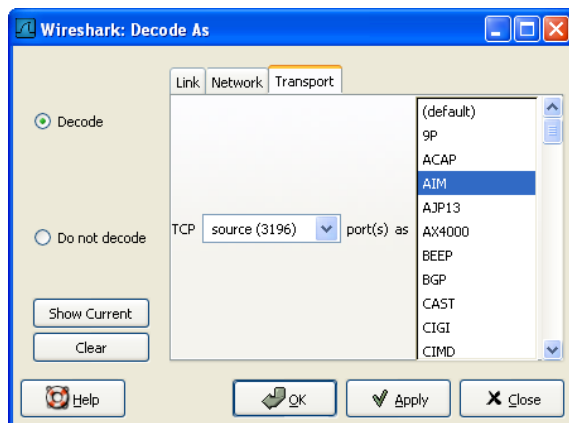 Wireshark: Decode As
Link Network Transport
Decode
Do not decode
TCP source (3196) port(s) as
(default)
9P
ACAP
AIM
AJP13
AX4000
BEEP
BGP
CAST
CIGI
CIMD
Show Current
Clear
Help OK Apply Close